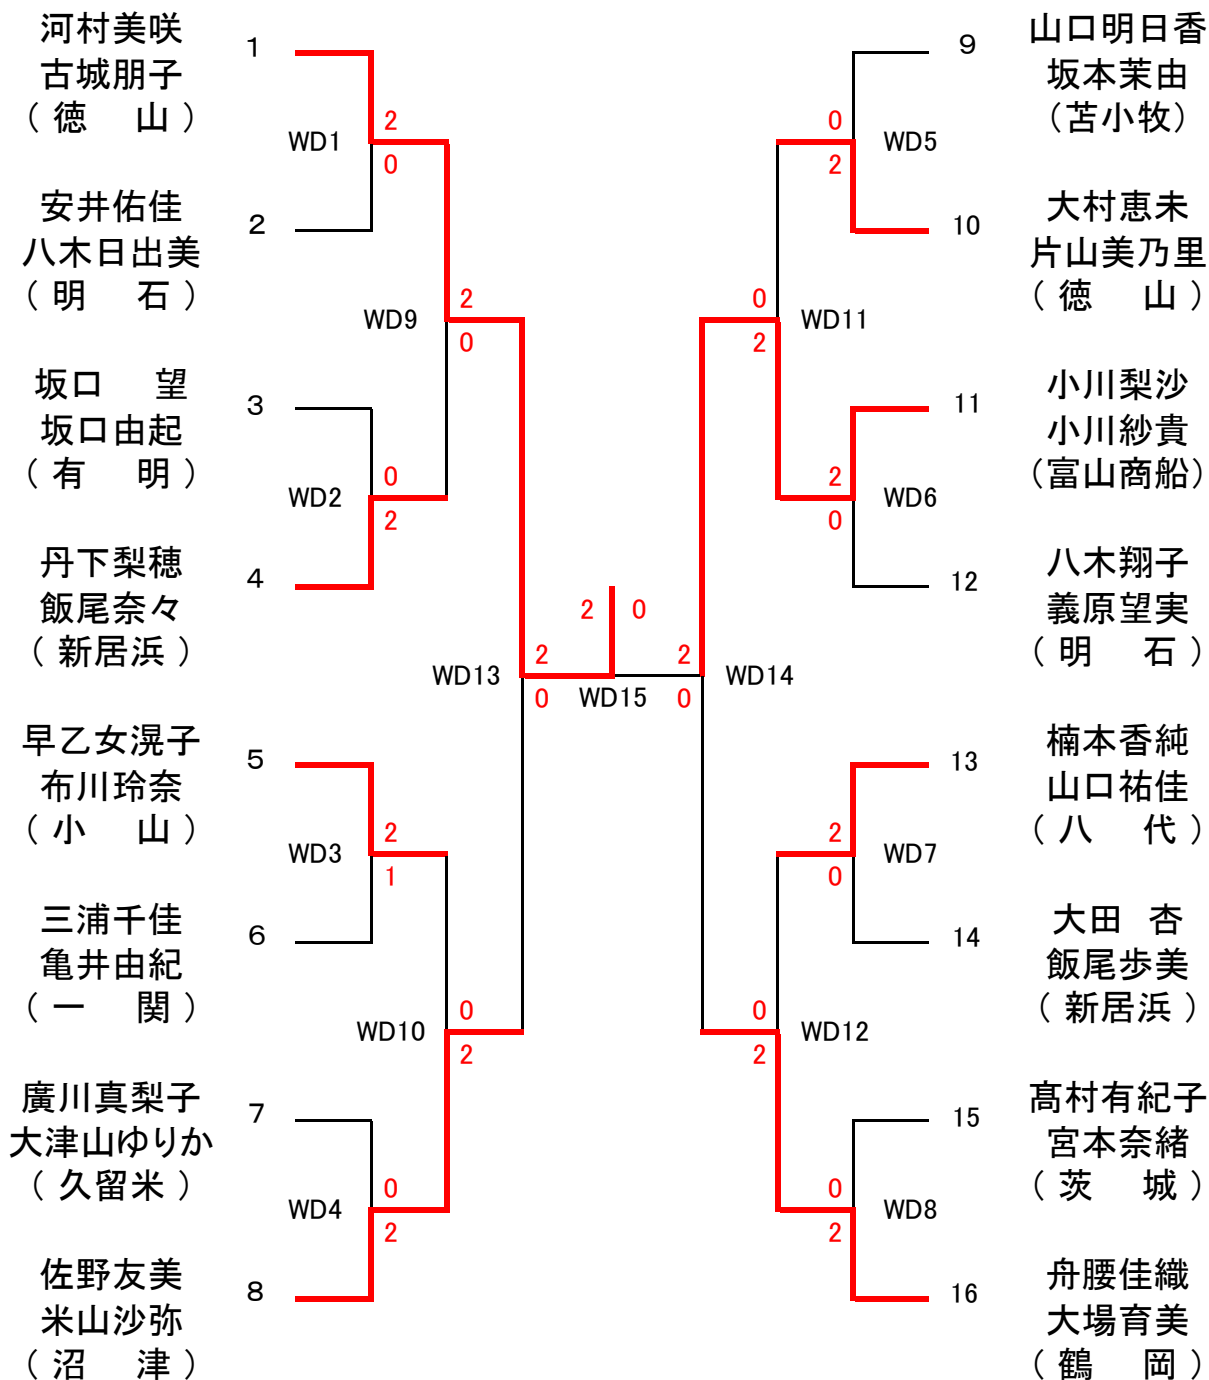 河村美咲
古城朋子
(徳 山)
1
安井佑佳
八木日出美
(明 石)
2
坂口 望
坂口由起
(有 明)
3
丹下梨穂
飯尾奈々
(新居浜)
4
早乙女滉子
布川玲奈
(小 山)
5
三浦千佳
亀井由紀
(一 関)
6
廣川真梨子
大津山ゆりか
(久留米)
7
佐野友美
米山沙弥
(沼 津)
8
WD1
2
0
WD2
0
2
WD3
2
1
WD4
0
2
WD9
2
0
WD10
0
2
WD13
2
0
2
0
WD15
2
0
WD14
0
2
WD11
0
2
WD12
0
2
WD5
2
0
WD6
2
0
WD7
0
2
WD8
9
山口明日香
坂本茉由
(苫小牧)
10
大村恵未
片山美乃里
(徳 山)
11
小川梨沙
小川紗貴
(富山商船)
12
八木翔子
義原望実
(明 石)
13
楠本香純
山口祐佳
(八 代)
14
大田 杏
飯尾歩美
(新居浜)
15
髙村有紀子
宮本奈緒
(茨 城)
16
舟腰佳織
大場育美
(鶴 岡)